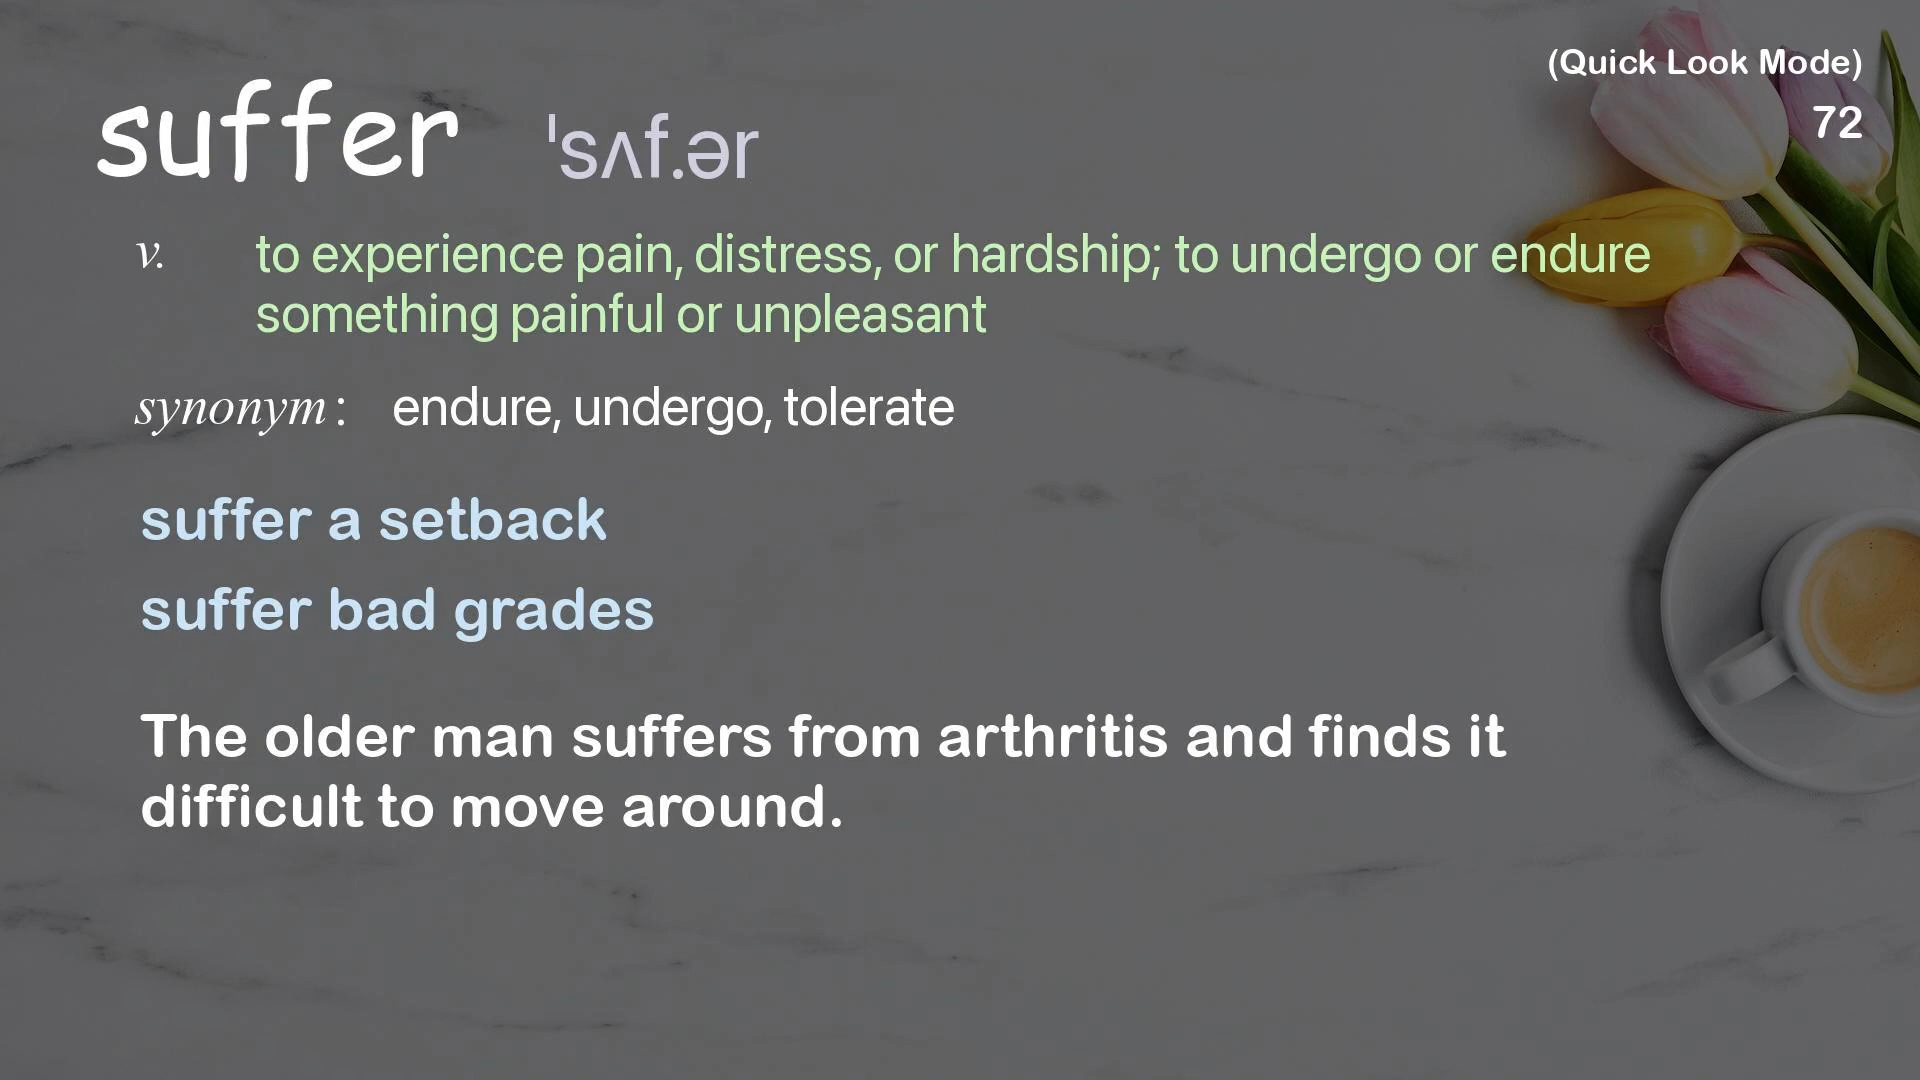 (Quick Look Mode)
72
suffer ˈsʌf.ər
v. to experience pain, distress, or hardship; to undergo or endure
something painful or unpleasant
synonym: endure, undergo, tolerate
suffer a setback
suffer bad grades
The older man suffers from arthritis and finds it
difficult to move around.